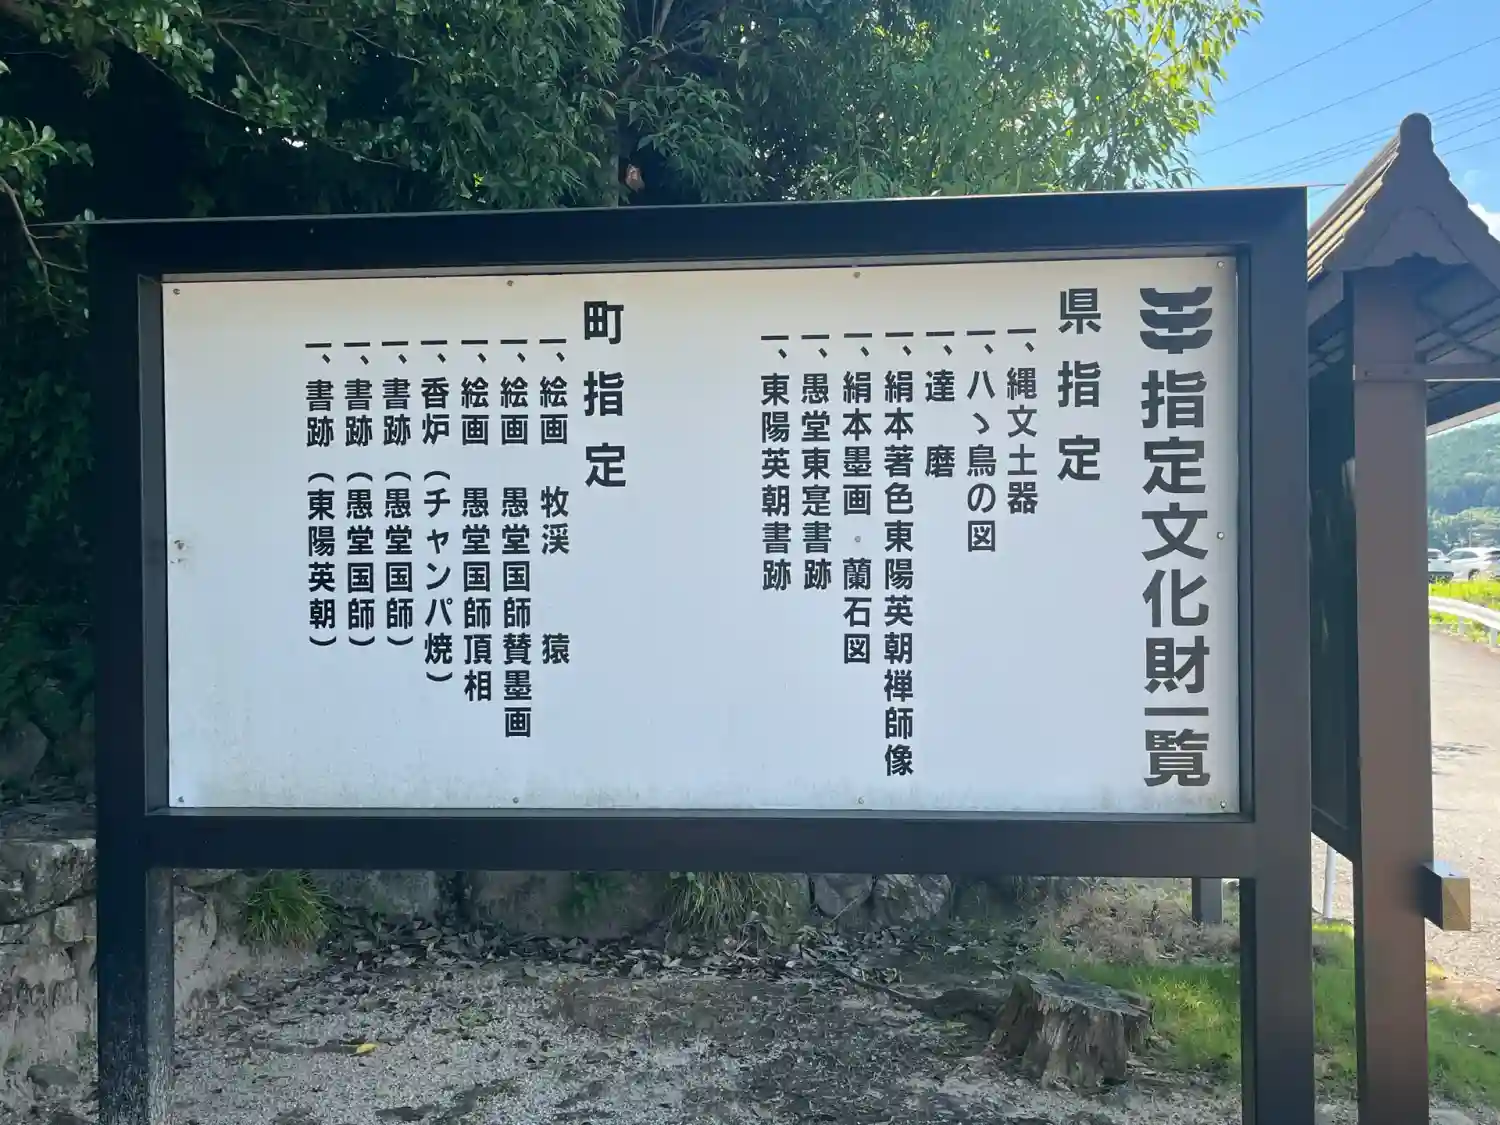 指定文化財一覧
県指定
一、縄文土器
一、八ゝ鳥の図
一、達磨
一、絹本著色東陽英朝禅師像
一、絹本墨画 蘭石図
一、愚堂東寔書跡
一、東陽英朝書跡
町指定
一、絵画 牧渓 猿
一、絵画 愚堂国師賛墨画
一、絵画 愚堂国師頂相
一、香炉(チャンパ焼)
一、書跡(愚堂国師)
一、書跡(愚堂国師)
一、書跡(東陽英朝)